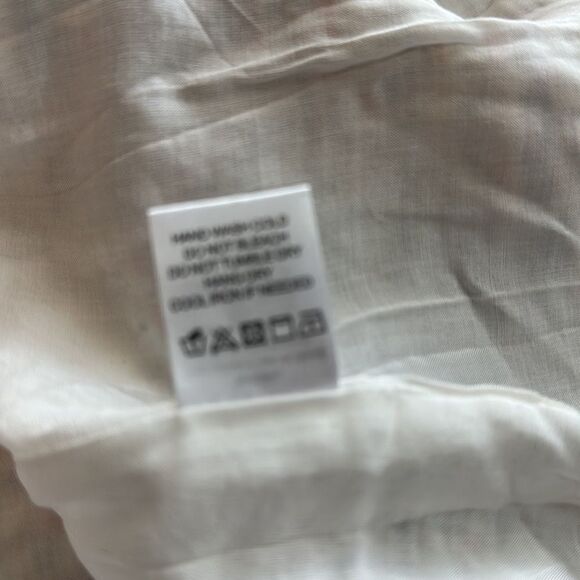 HAND WASH COLD
DO NOT BLEACH
DO NOT TUMBLE DRY
HANG DRY
COOL IRON IF NEEDED